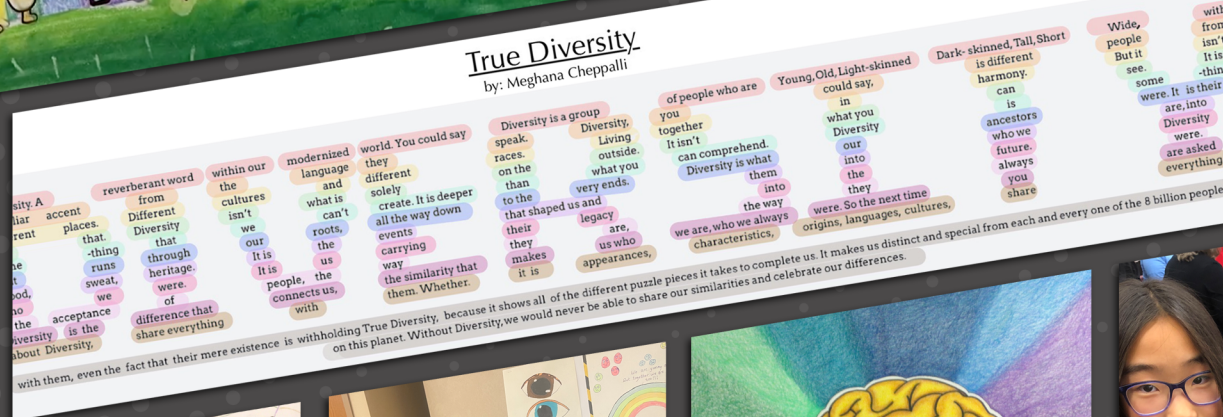 True Diversity
by: Meghana Cheppalli
A reverberant word within our modernized world. You could say Diversity is a group of people who are Young, Old, Light-skinned Dark- skinned, Tall, Short Wide, with
accent from the language they speak. Diversity, you could say, is different people from
places. Different cultures and different races. Living together in harmony. But it isn't
that. Diversity isn't what is solely on the outside. It isn't what you can see. It is
some -thing that we can't create. It is deeper than what you can comprehend. Diversity is some -thing
runs through our roots, all the way down to the very ends. Diversity is what our ancestors were. It is their
sweat, heritage. It is the events that shaped us and them into who we are, into
we were. It is us carrying their legacy into the future. Diversity
the acceptance of people, the way they are, the way they always were.
is the difference that connects us, the similarity that makes us who we are, who we always were. So the next time you are asked
about Diversity, share everything with them. Whether. it is appearances, characteristics, origins, languages, cultures, share everything
with them, even the fact that their mere existence is withholding True Diversity, because it shows all of the different puzzle pieces it takes to complete us. It makes us distinct and special from each and every one of the 8 billion people
on this planet. Without Diversity, we would never be able to share our similarities and celebrate our differences.